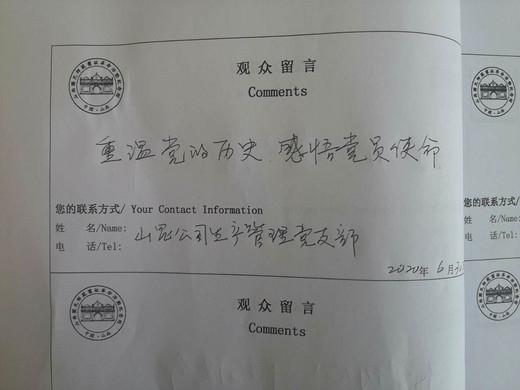 观众留言
Comments
重温党的历史 感悟党员使命
您的联系方式/ Your Contact Information
姓 名/Name: 山昆公司生产管理党支部
电 话/Tel:
2020年 6月
观众留言
Comments